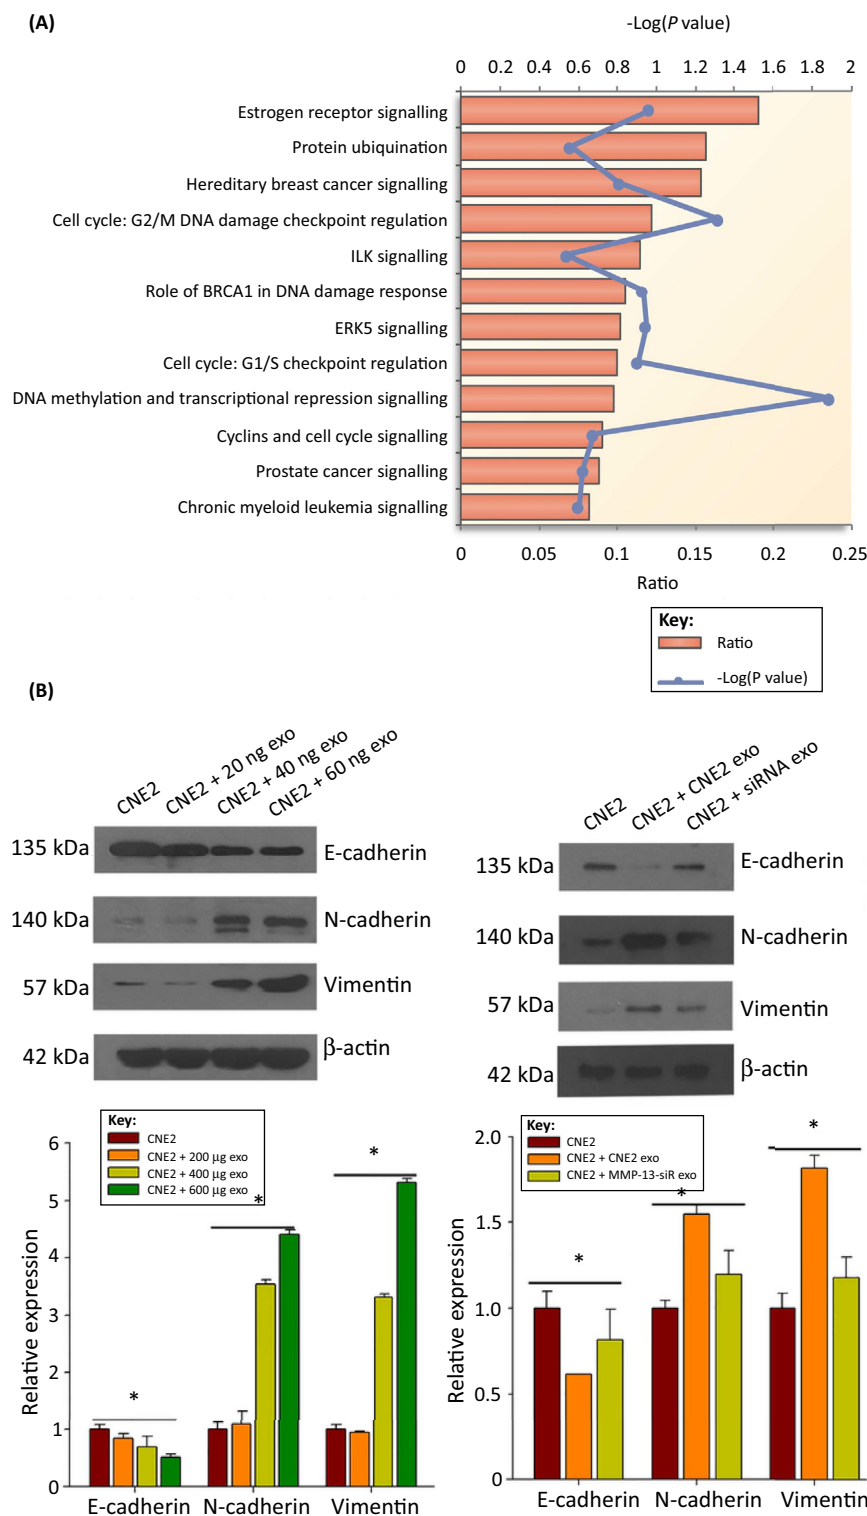 (A)
-Log(P value)
0 0.2 0.4 0.6 0.8 1 1.2 1.4 1.6 1.8 2
Estrogen receptor signalling
Protein ubiquination
Hereditary breast cancer signalling
Cell cycle: G2/M DNA damage checkpoint regulation
ILK signalling
Role of BRCA1 in DNA damage response
ERK5 signalling
Cell cycle: G1/S checkpoint regulation
DNA methylation and transcriptional repression signalling
Cyclins and cell cycle signalling
Prostate cancer signalling
Chronic myeloid leukemia signalling
0 0.05 0.1 0.15 0.2 0.25
Ratio
Key:
Ratio
-Log(P value)
(B)
CNE2
CNE2 + 20 ng exo
CNE2 + 40 ng exo
CNE2 + 60 ng exo
135 kDa E-cadherin
140 kDa N-cadherin
57 kDa Vimentin
42 kDa β-actin
CNE2
CNE2 + CNE2 exo
CNE2 + siRNA exo
135 kDa E-cadherin
140 kDa N-cadherin
57 kDa Vimentin
42 kDa β-actin
Key:
CNE2
CNE2 + 200 µg exo
CNE2 + 400 µg exo
CNE2 + 600 µg exo
Relative expression
6
5
4
3
2
1
0
*
*
*
E-cadherin N-cadherin Vimentin
Key:
CNE2
CNE2 + CNE2 exo
CNE2 + MMP-13-siR exo
Relative expression
2.0
1.5
1.0
0.5
0
*
*
*
E-cadherin N-cadherin Vimentin